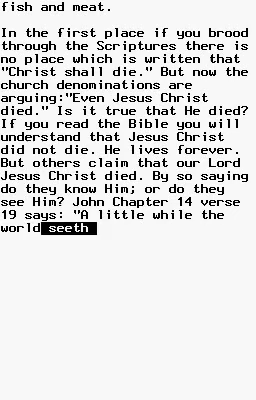 fish and meat.
In the first place if you brood
through the Scriptures there is
no place which is written that
"Christ shall die." But now the
church denominations are
arguing:"Even Jesus Christ
died." Is it true that He died?
If you read the Bible you will
understand that Jesus Christ
did not die. He lives forever.
But others claim that our Lord
Jesus Christ died. By so saying
do they know Him; or do they
see Him? John Chapter 14 verse
19 says: "A little while the
world seeth